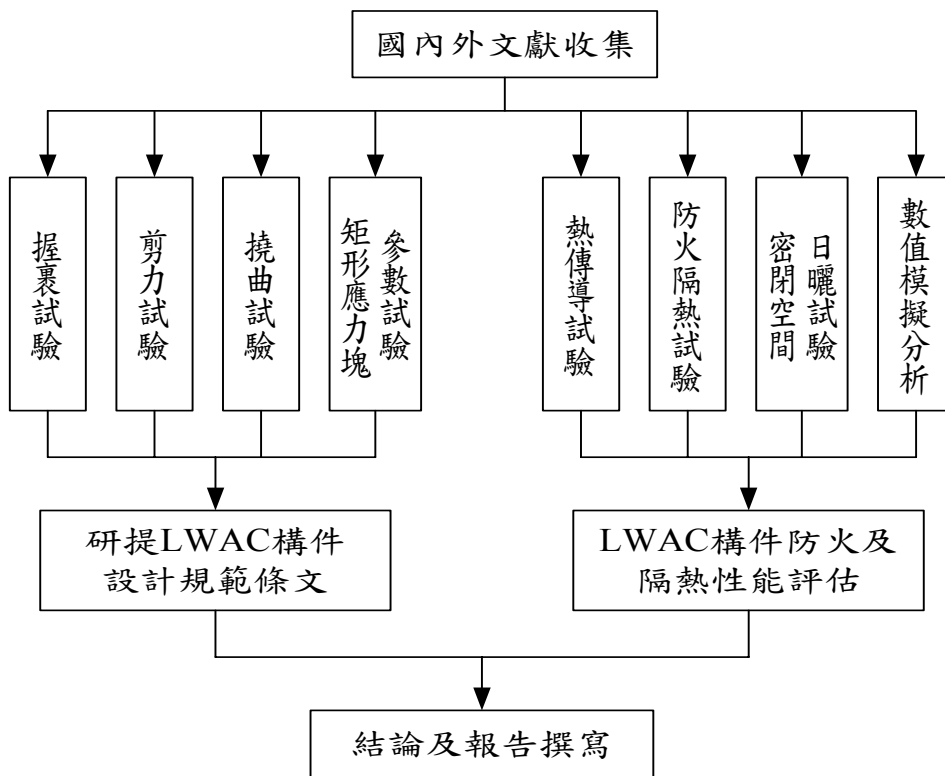 國內外文獻收集
握裹試驗
剪力試驗
撓曲試驗
矩形應力塊
參數試驗
熱傳導試驗
防火隔熱試驗
密閉空間
日曬試驗
數值模擬分析
研提LWAC構件
設計規範條文
LWAC構件防火及
隔熱性能評估
結論及報告撰寫